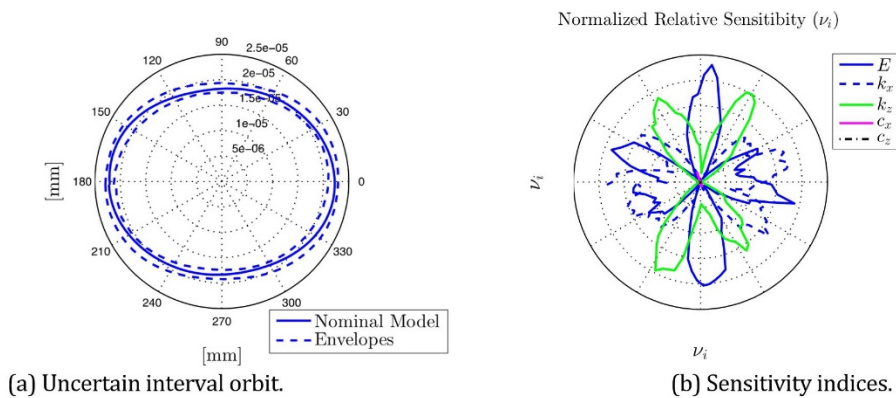 90
120
60
2.5e-05
2e-05
150
30
1.5e-05
1e-05
5e-06
180
0
210
330
240
300
270
[mm]
[mm]
Nominal Model
Envelopes
(a) Uncertain interval orbit.
Normalized Relative Sensitibity (νᵢ)
E
kₓ
k_z
cₓ
c_z
νᵢ
νᵢ
(b) Sensitivity indices.